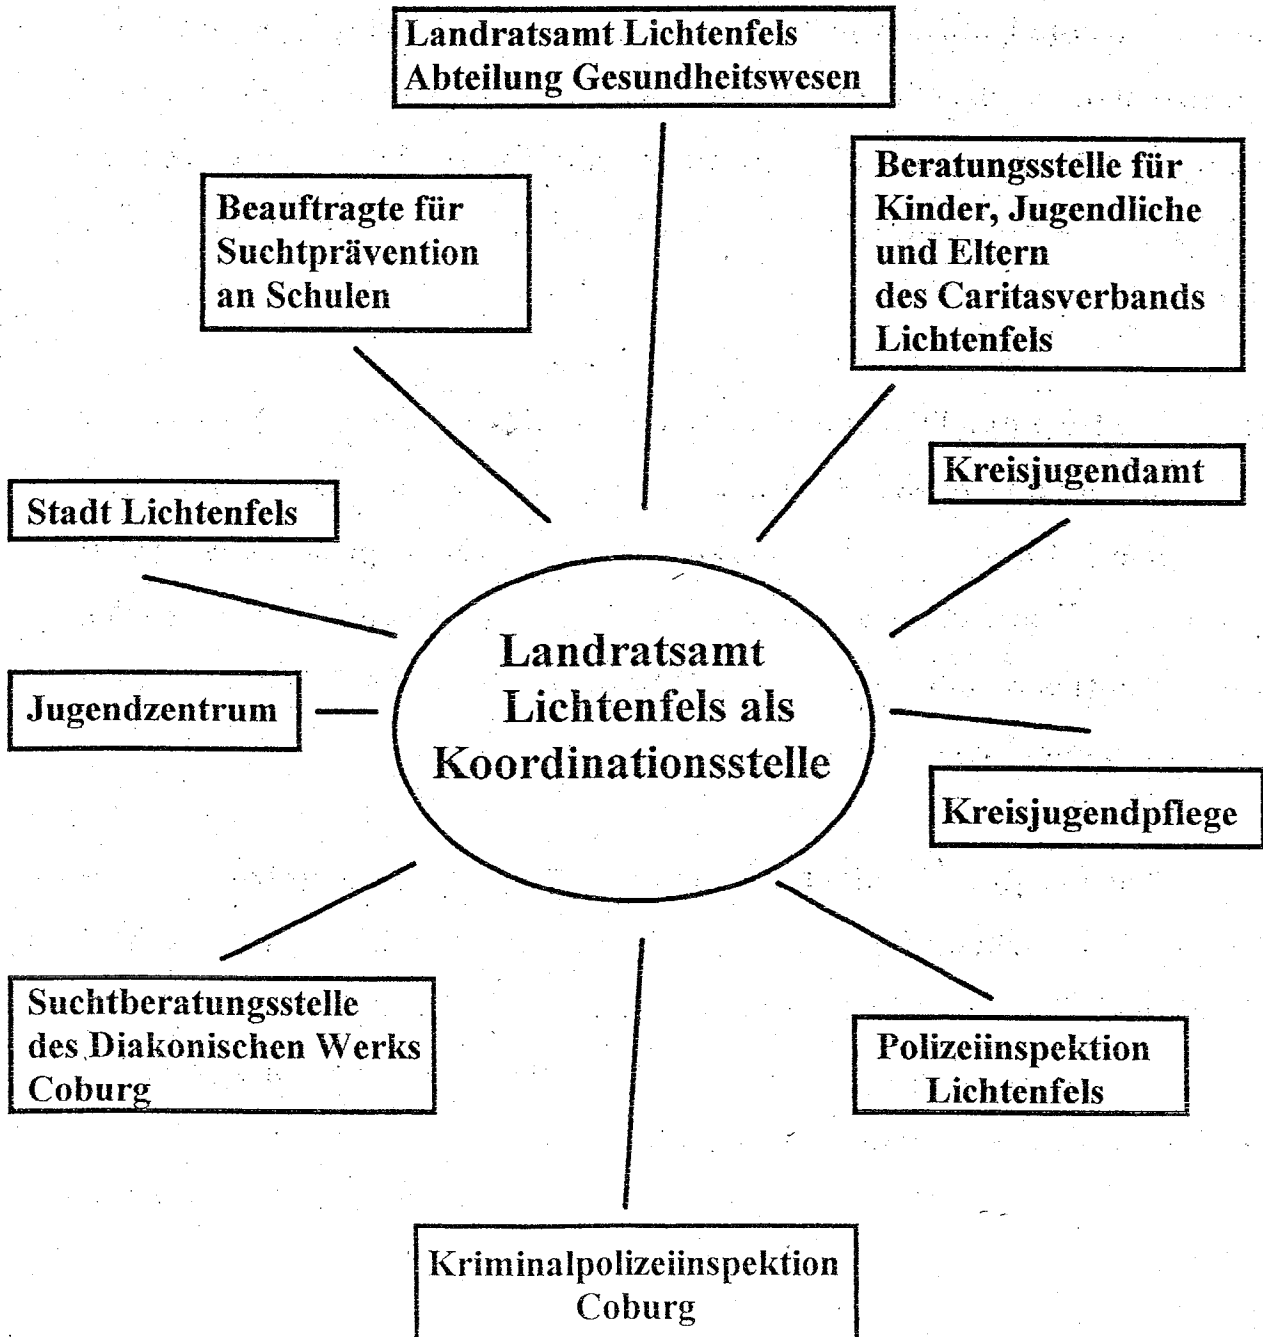 Landratsamt Lichtenfels
Abteilung Gesundheitswesen
Beratungsstelle für
Kinder, Jugendliche
und Eltern
des Caritasverbands
Lichtenfels
Beauftragte für
Suchtprävention
an Schulen
Kreisjugendamt
Stadt Lichtenfels
Landratsamt
Lichtenfels als
Koordinationsstelle
Jugendzentrum
Kreisjugendpflege
Suchtberatungsstelle
des Diakonischen Werks
Coburg
Polizeiinspektion
Lichtenfels
Kriminalpolizeiinspektion
Coburg